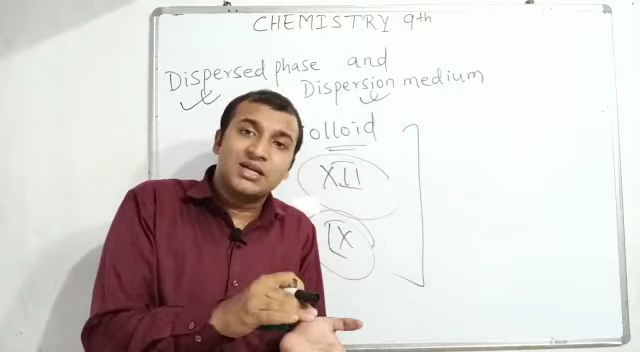 CHEMISTRY 9th
Dispersed phase and
Dispersion medium
olloid
XII
IX